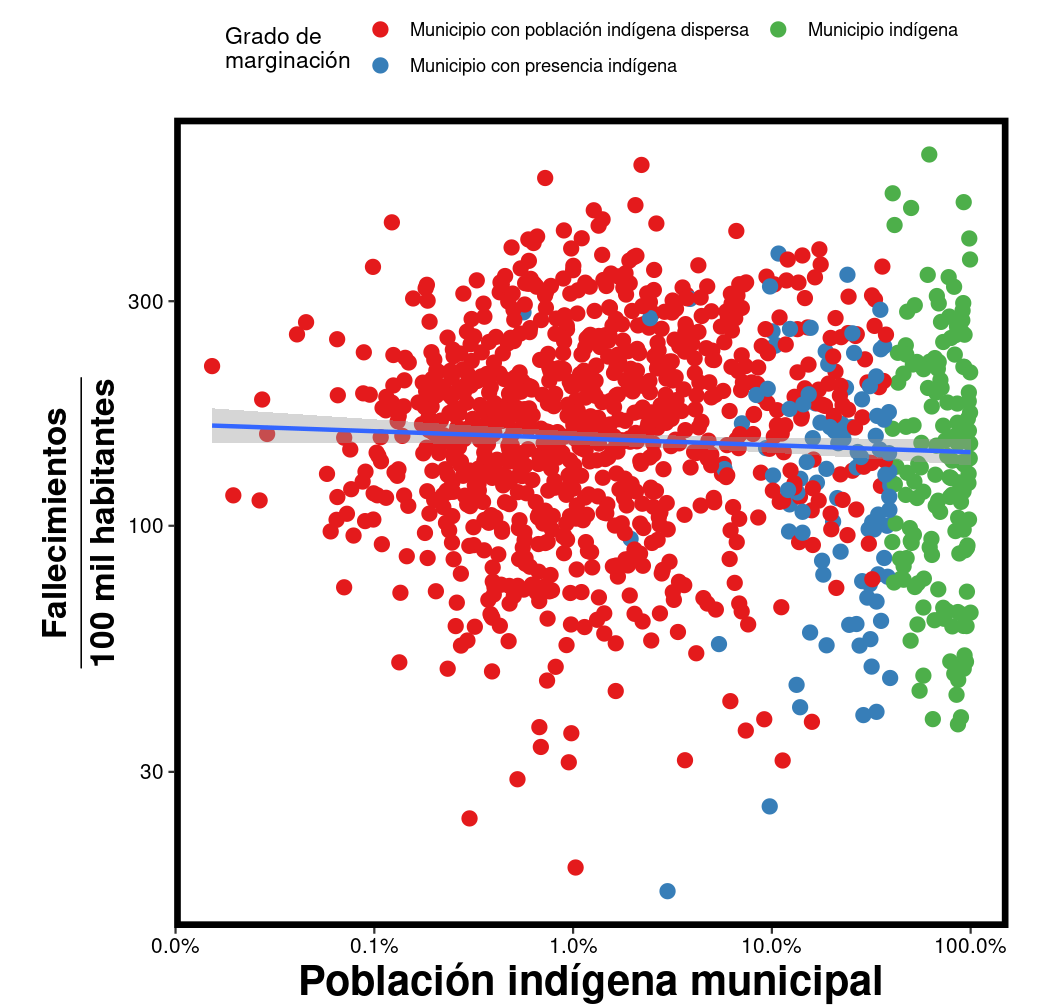 Grado de
marginación
Municipio con población indígena dispersa
Municipio indígena
Municipio con presencia indígena
Fallecimientos
100 mil habitantes
300
100
30
0.0%
0.1%
1.0%
10.0%
100.0%
Población indígena municipal